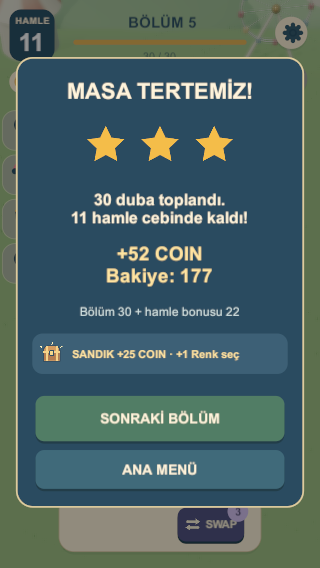 HAMLE
11
BÖLÜM 5
30 / 30
MASA TERTEMİZ!
30 duba toplandı.
11 hamle cebinde kaldı!
+52 COIN
Bakiye: 177
Bölüm 30 + hamle bonusu 22
SANDIK +25 COIN · +1 Renk seç
SONRAKİ BÖLÜM
ANA MENÜ
3
SWAP